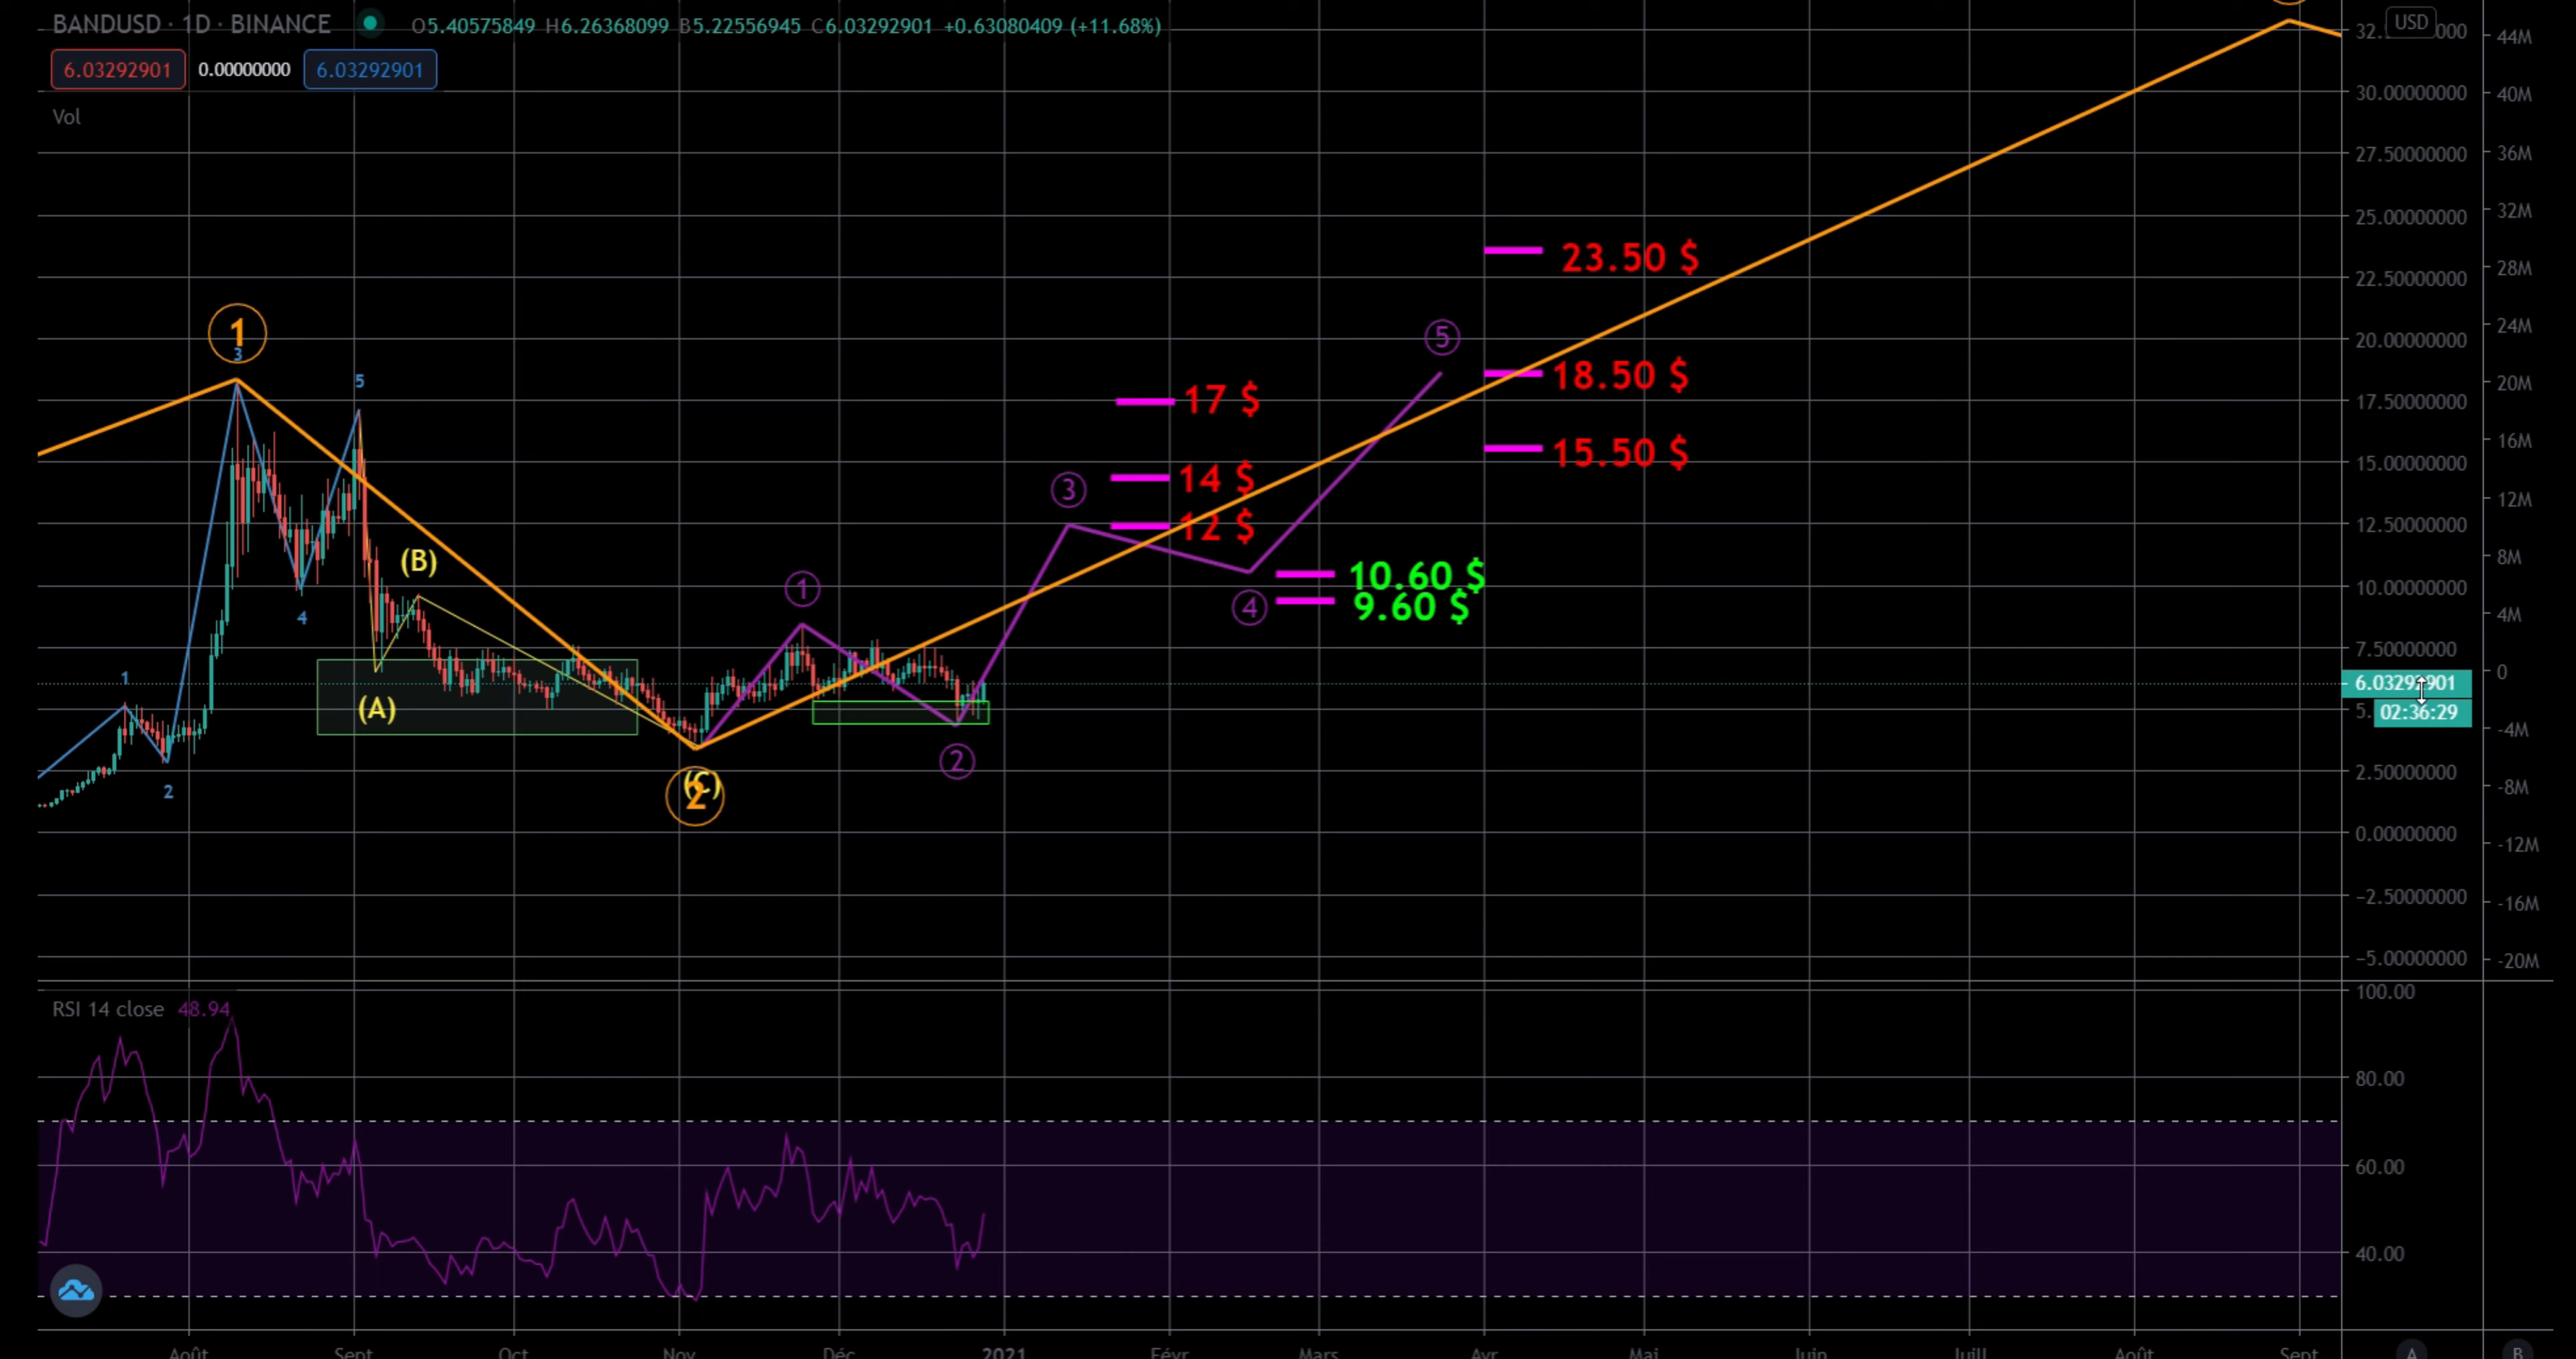 BANDUSD · 1D · BINANCE O5.40575849 H6.26368099 B5.22556945 C6.03292901 +0.63080409 (+11.68%)
6.03292901 0.00000000 6.03292901
Vol
USD
30.00000000
27.50000000
25.00000000
22.50000000
20.00000000
17.50000000
15.00000000
12.50000000
10.00000000
7.50000000
02:36:29
2.50000000
0.00000000
-2.50000000
-5.00000000
44M
40M
36M
32M
28M
24M
20M
16M
12M
8M
4M
0
-4M
-8M
-12M
-16M
-20M
1
3
5
4
1
2
(A)
(B)
(C)
2
1
2
3
4
5
17 $
14 $
12 $
10.60 $
9.60 $
23.50 $
18.50 $
15.50 $
RSI 14 close 48.94
100.00
80.00
60.00
40.00
Août Sept Oct Nov Déc 2021 Févr Mars Avr Mai Juin Juill Août Sept
A B